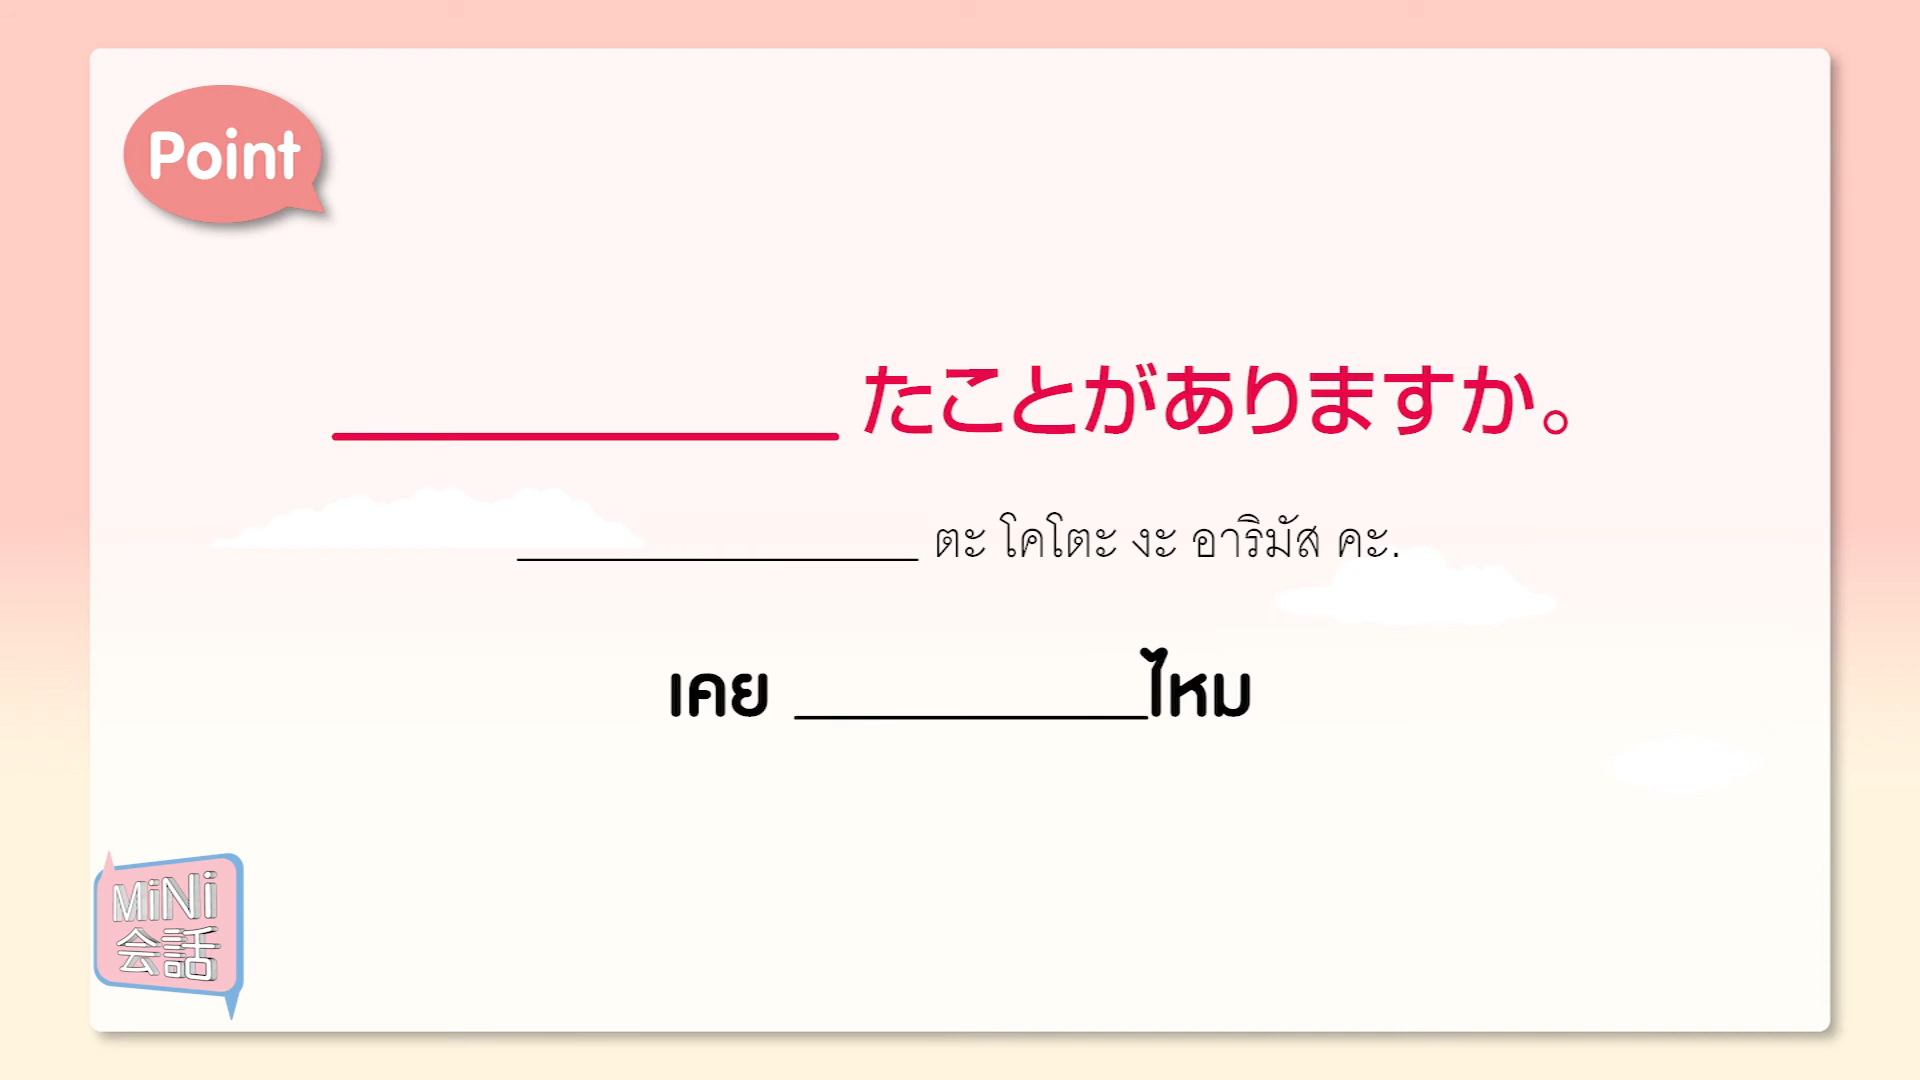 Point
____________ たことがありますか。
____________ ตะ โคโตะ งะ อาริมัส คะ.
เคย ____________ไหม
MiNi
会話